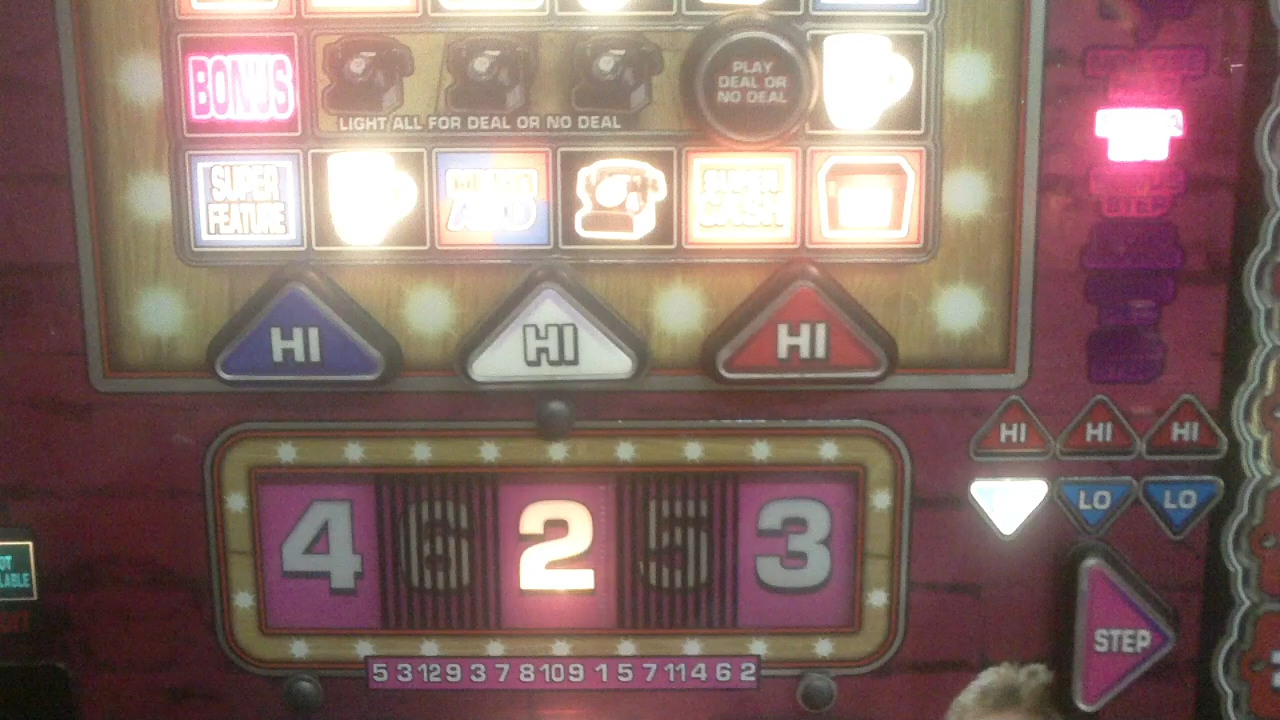 BONUS
PLAY
DEAL OR
NO DEAL
LIGHT ALL FOR DEAL OR NO DEAL
SUPER
FEATURE
SUPER
CASH
HI HI HI
HI HI HI
LO LO
4 6 2 5 3
STEP
5 3 12 9 3 7 8 10 9 1 5 7 11 4 6 2